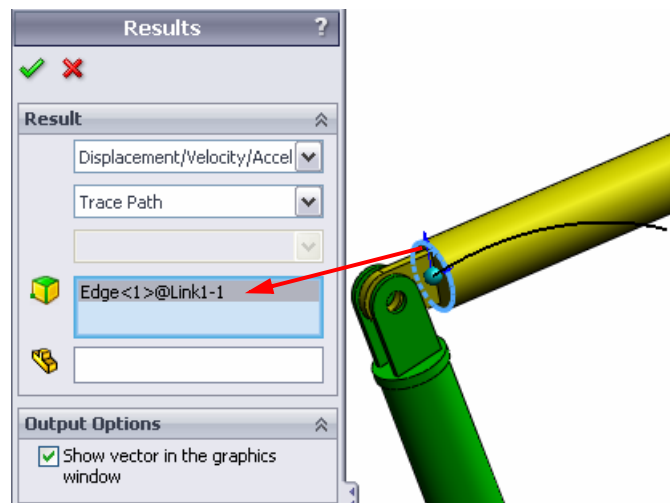 Results ?
Result
Displacement/Velocity/Accel
Trace Path
Edge<1>@Link1-1
Output Options
Show vector in the graphics
window